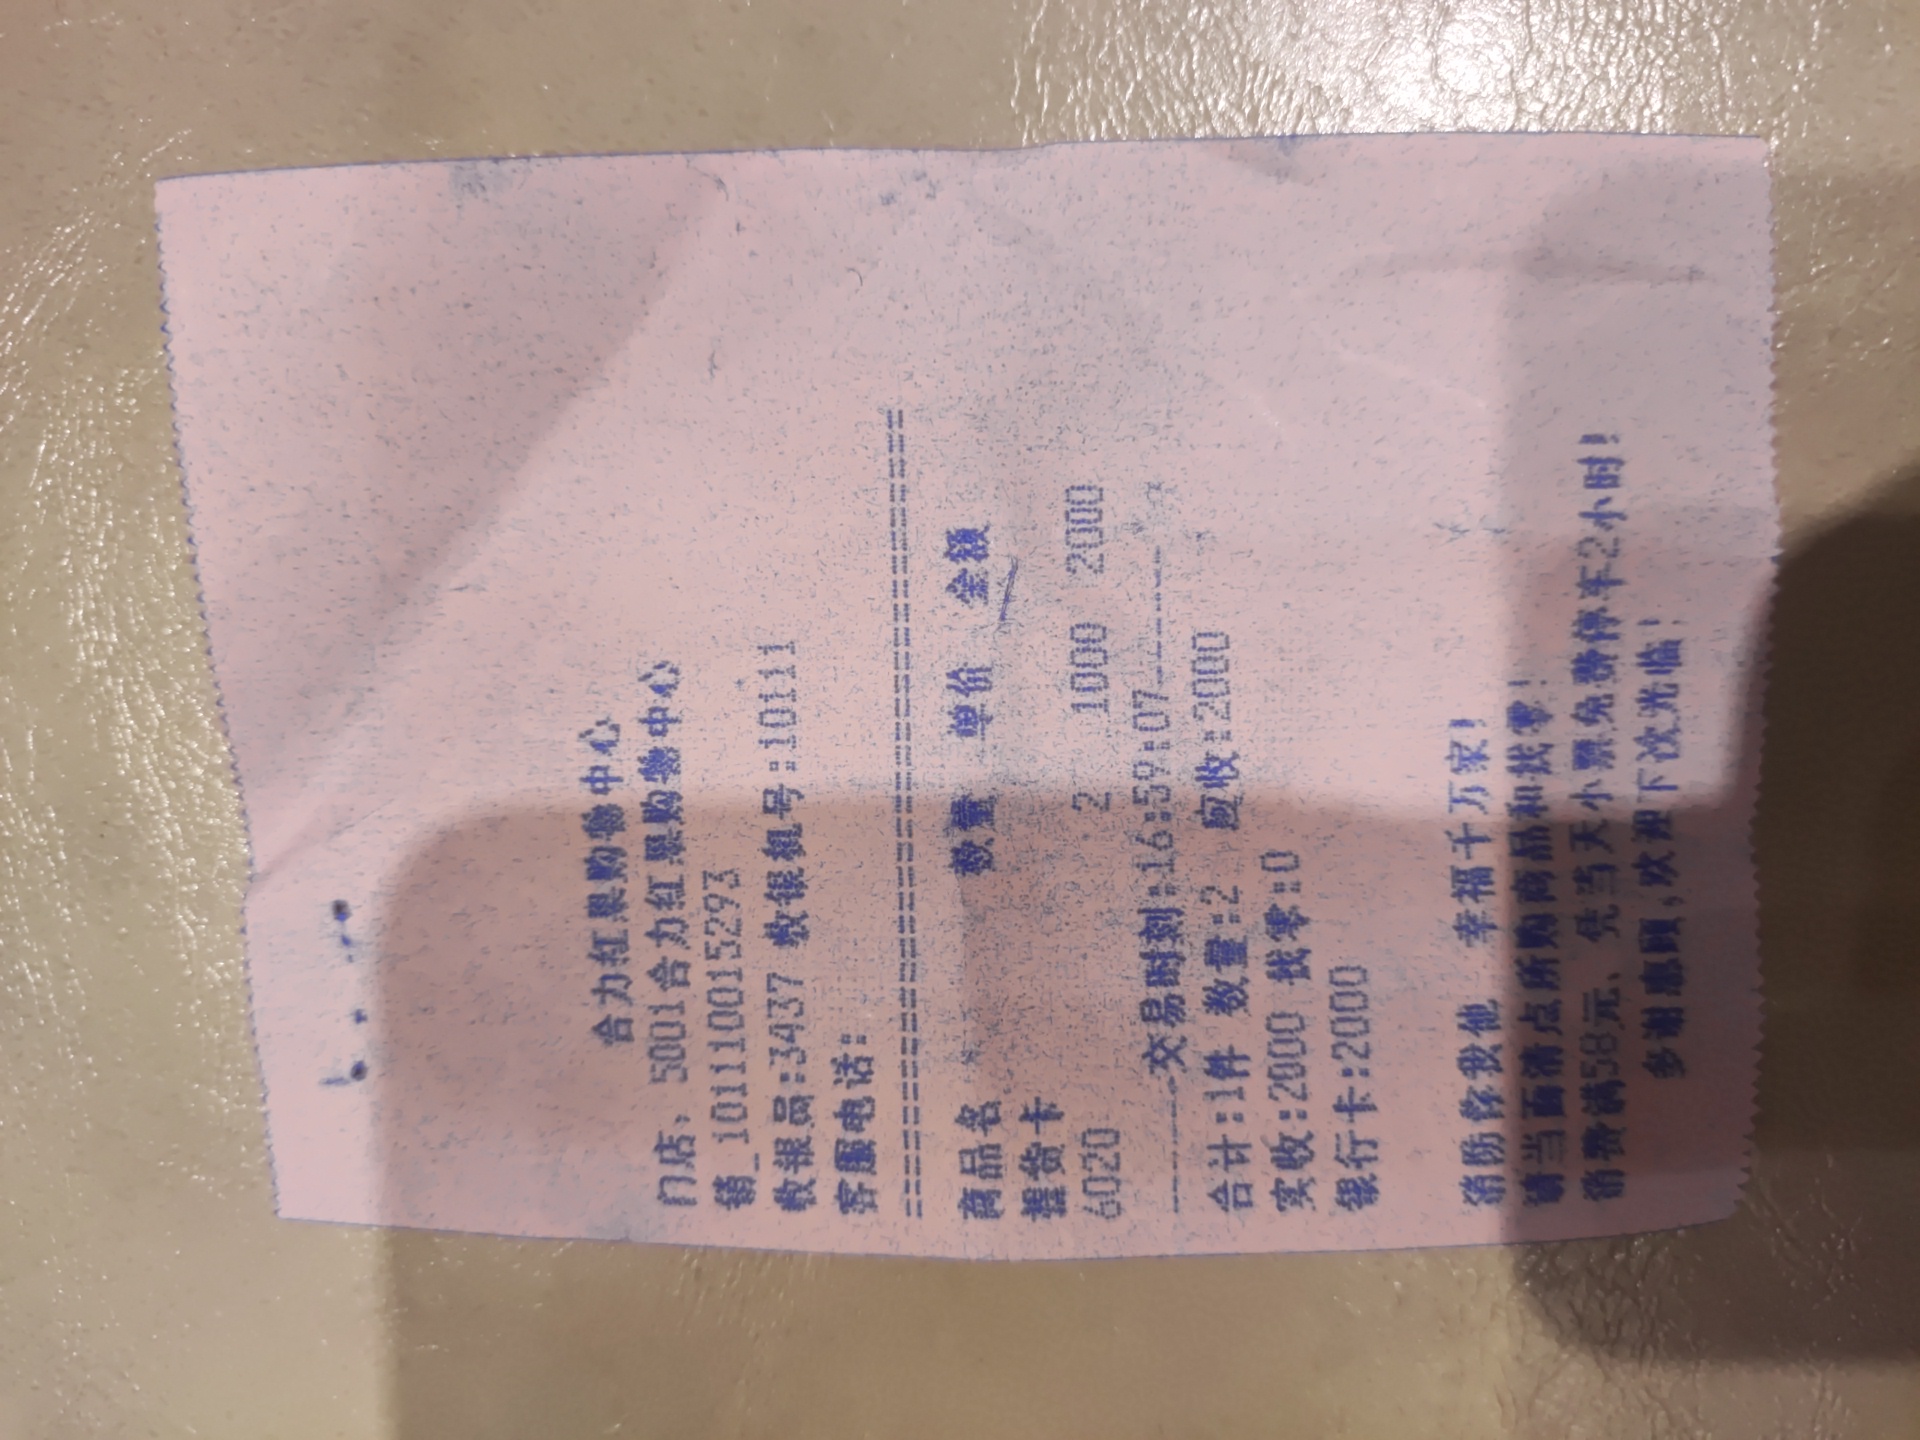 合力红果购物中心
门店: 5001合力红果购物中心
销_1011100015293
收银员:3437 收银机号:10111
客服电话:
==================================
商品名 数量 单价 金额
提货卡
6020 2 1000 2000
--------交易时刻:16:59:07--------
合计:1件 数量:2 应收:2000
实收:2000 找零:0
银行卡:2000
消防你我他 幸福千万家!
请当面清点所购商品和找零!
消费满58元、凭当天小票免费停车2小时!
多谢惠顾,欢迎下次光临!